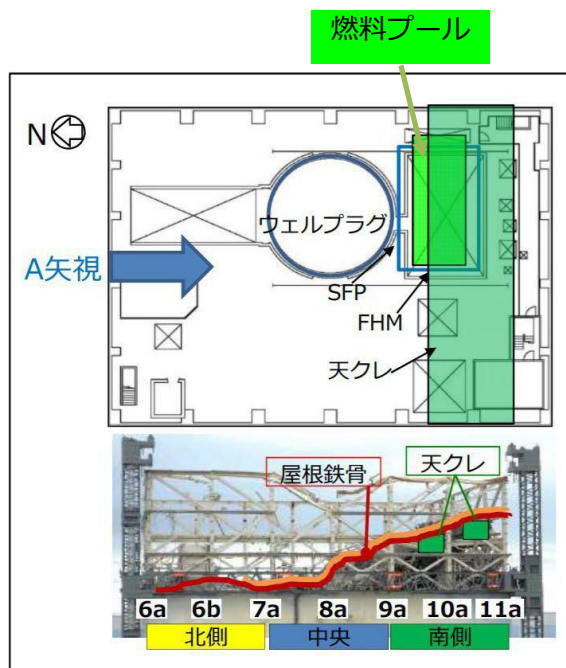 燃料プール
N
ウェルプラグ
A矢視
SFP
FHM
天クレ
屋根鉄骨
天クレ
6a 6b 7a 8a 9a 10a 11a
北側 中央 南側